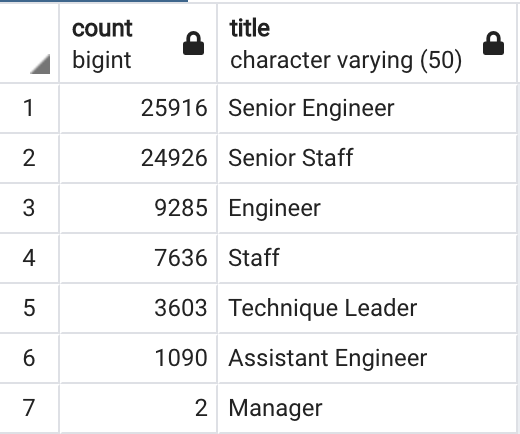 count title
bigint character varying (50)
1 25916 Senior Engineer
2 24926 Senior Staff
3 9285 Engineer
4 7636 Staff
5 3603 Technique Leader
6 1090 Assistant Engineer
7 2 Manager